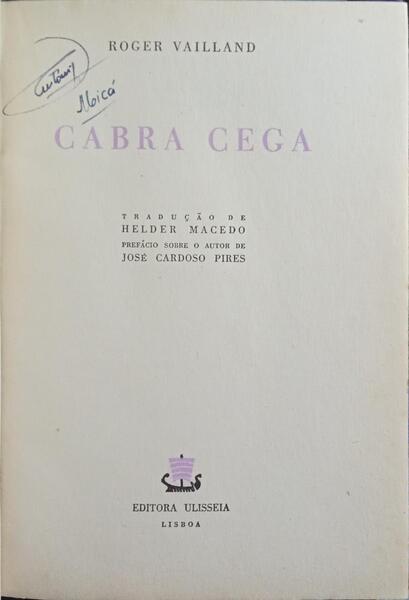 ROGER VAILLAND
António
Moicá
CABRA CEGA
TRADUÇÃO DE
HELDER MACEDO
PREFÁCIO SOBRE O AUTOR DE
JOSÉ CARDOSO PIRES
EDITORA ULISSEIA
LISBOA